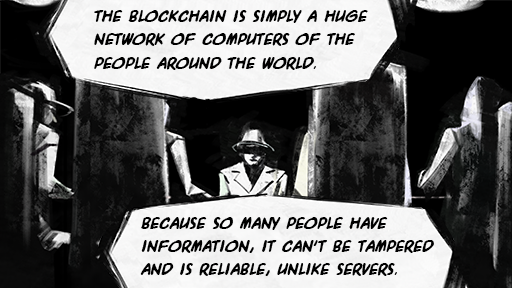 THE BLOCKCHAIN IS SIMPLY A HUGE
NETWORK OF COMPUTERS OF THE
PEOPLE AROUND THE WORLD.
BECAUSE SO MANY PEOPLE HAVE
INFORMATION, IT CAN'T BE TAMPERED
AND IS RELIABLE, UNLIKE SERVERS.